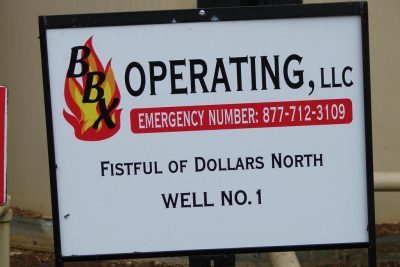 BBX OPERATING, LLC
EMERGENCY NUMBER: 877-712-3109
FISTFUL OF DOLLARS NORTH
WELL NO. 1